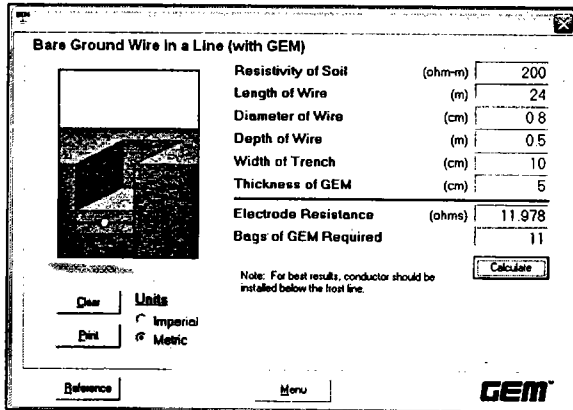 GEM
Bare Ground Wire in a Line (with GEM)
Resistivity of Soil (ohm-m) 200
Length of Wire (m) 24
Diameter of Wire (cm) 0.8
Depth of Wire (m) 0.5
Width of Trench (cm) 10
Thickness of GEM (cm) 5
Electrode Resistance (ohms) 11.978
Bags of GEM Required 11
Calculate
Note: For best results, conductor should be
installed below the frost line.
Clear
Print
Units
Imperial
Metric
Reference
Menu
GEM™